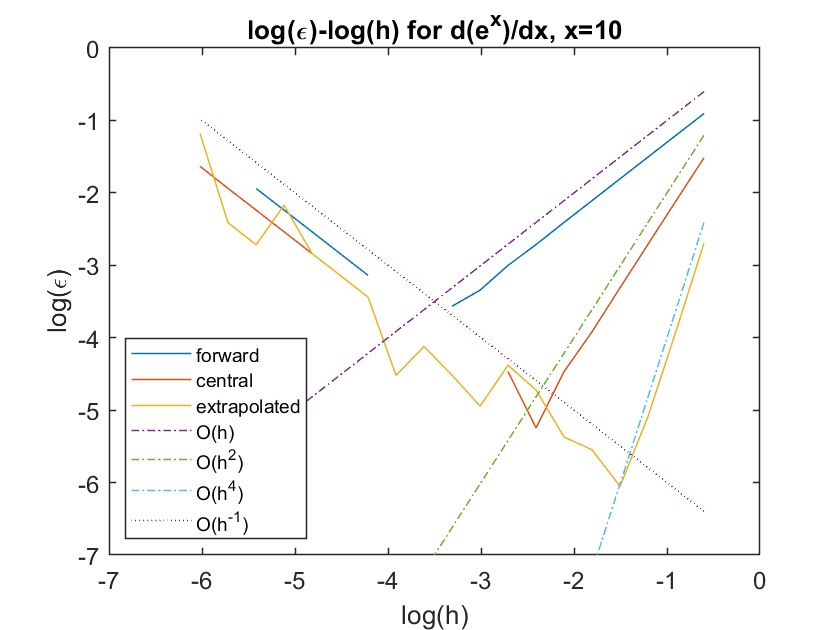 log(ϵ)-log(h) for d(e^x)/dx, x=10
0
-1
-2
-3
-4
-5
-6
-7
log(ϵ)
forward
central
extrapolated
O(h)
O(h^2)
O(h^4)
O(h^-1)
-7 -6 -5 -4 -3 -2 -1 0
log(h)